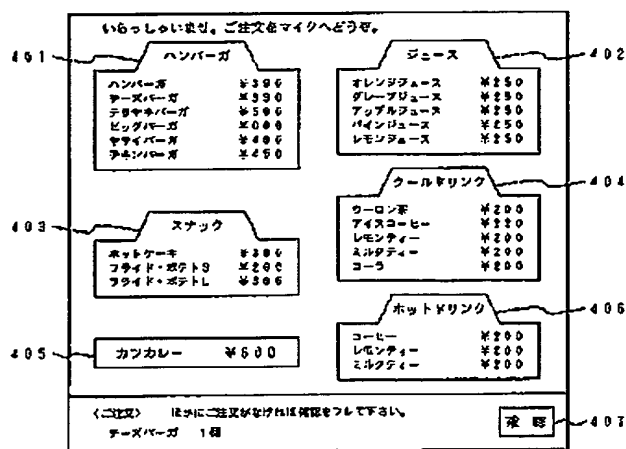 いらっしゃいませ。ご注文をマイクへどうぞ。
401
ハンバーガ
ハンバーガ ¥300
チーズバーガ ¥390
テリヤキバーガ ¥500
ビッグバーガ
ヤサイバーガ ¥400
チキンバーガ ¥450
402
ジュース
オレンジジュース ¥250
グレープジュース ¥250
アップルジュース ¥250
パインジュース ¥250
レモンジュース ¥250
403
スナック
ホットケーキ ¥300
フライド・ポテトS ¥200
フライド・ポテトL ¥300
404
クールドリンク
ウーロン茶 ¥200
アイスコーヒー ¥220
レモンティー ¥200
ミルクティー ¥200
コーラ ¥200
405
カツカレー ¥600
406
ホットドリンク
コーヒー ¥200
レモンティー ¥200
ミルクティー ¥200
〈ご注文〉 ほかにご注文がなければ確認をフレて下さい。
チーズバーガ 1個
確認
407